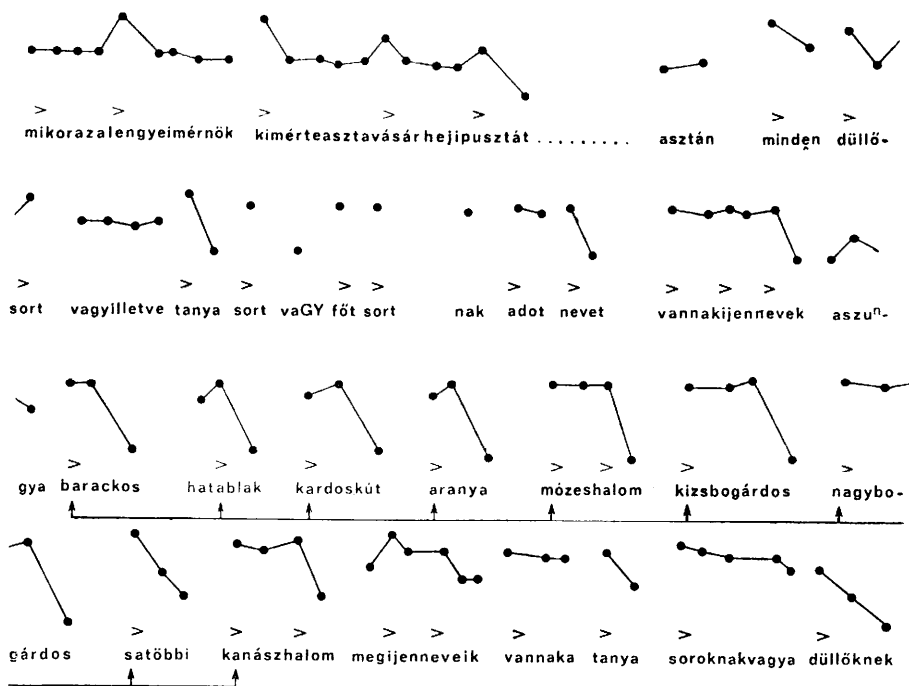 mikorazalengyeimérnök kimérteasztavásárhejipusztát ......... asztán minden düllő-
sort vagyilletve tanya sort vaGY főt sort nak adot nevet vannakijennevek aszuⁿ-
gya barackos hatablak kardoskút aranya mózeshalom kizsbogárdos nagybo-
gárdos satöbbi kanászhalom megijenneveik vannaka tanya soroknakvagya düllőknek